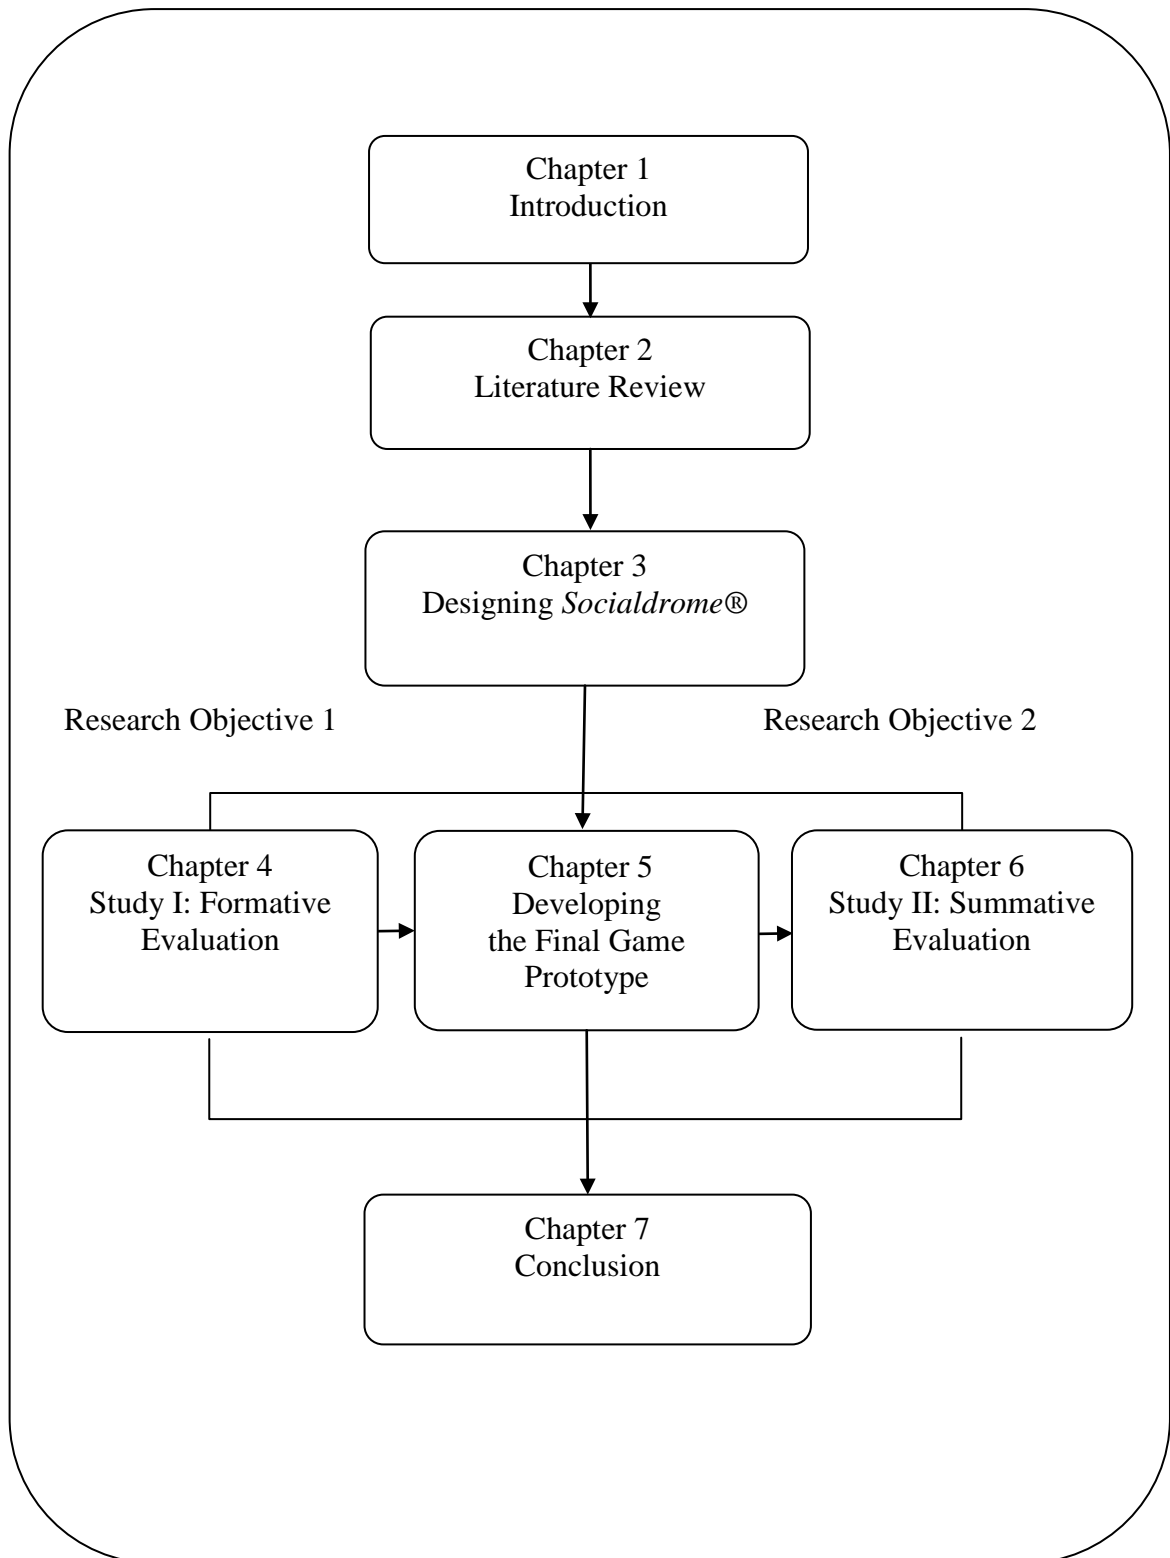 Chapter 1
Introduction
Chapter 2
Literature Review
Chapter 3
Designing Socialdrome®
Research Objective 1
Research Objective 2
Chapter 4
Study I: Formative
Evaluation
Chapter 5
Developing
the Final Game
Prototype
Chapter 6
Study II: Summative
Evaluation
Chapter 7
Conclusion